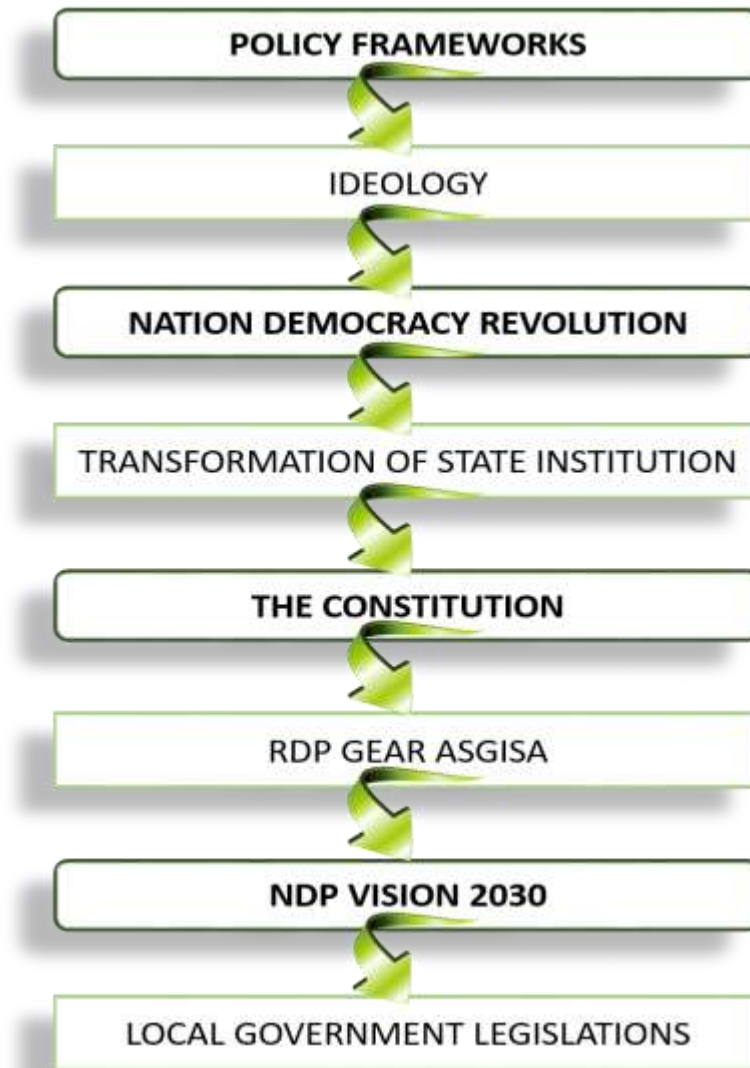 POLICY FRAMEWORKS
IDEOLOGY
NATION DEMOCRACY REVOLUTION
TRANSFORMATION OF STATE INSTITUTION
THE CONSTITUTION
RDP GEAR ASGISA
NDP VISION 2030
LOCAL GOVERNMENT LEGISLATIONS